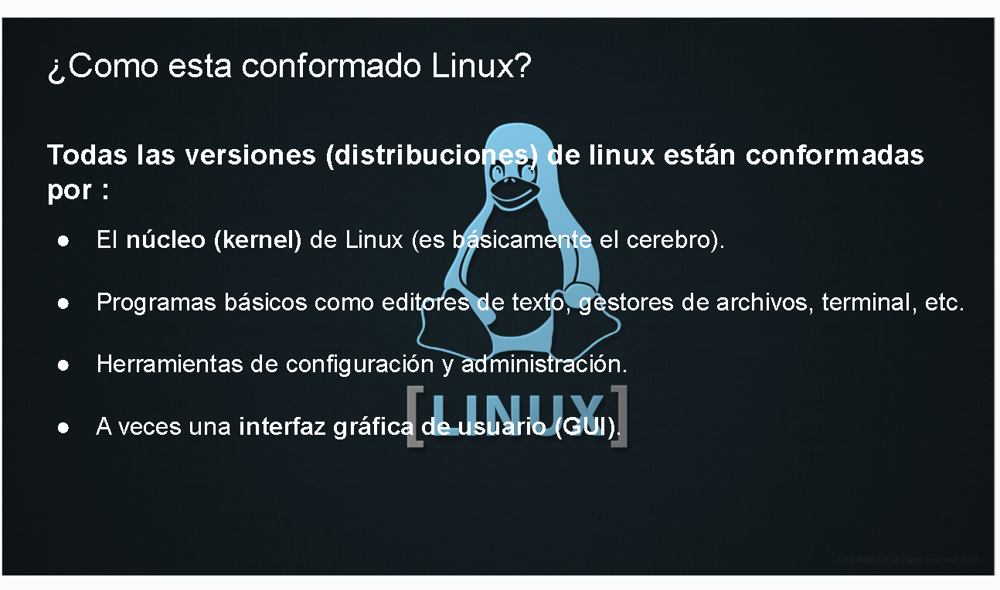 ¿Como esta conformado Linux?
Todas las versiones (distribuciones) de linux están conformadas
por :
● El núcleo (kernel) de Linux (es básicamente el cerebro).
● Programas básicos como editores de texto, gestores de archivos, terminal, etc.
● Herramientas de configuración y administración.
● A veces una interfaz gráfica de usuario (GUI).
[LINUX]
Lord Waffles © all rights reserved, 2014